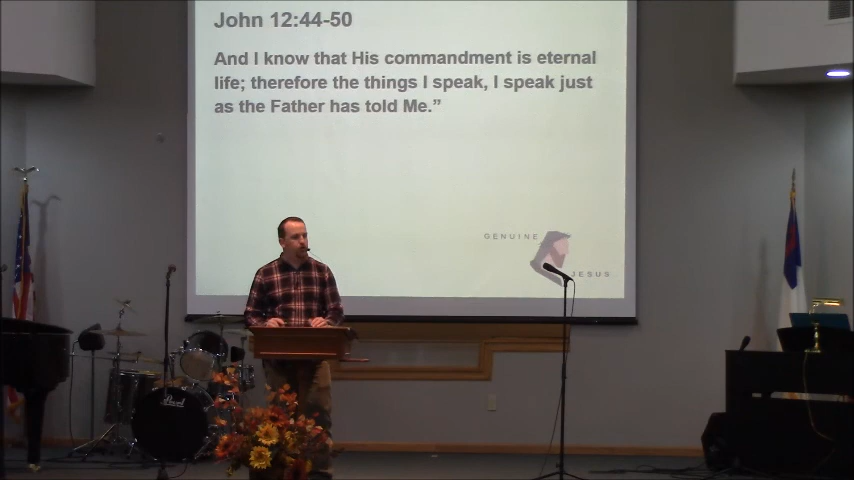 John 12:44-50
And I know that His commandment is eternal
life; therefore the things I speak, I speak just
as the Father has told Me.”
GENUINE
JESUS
Pearl